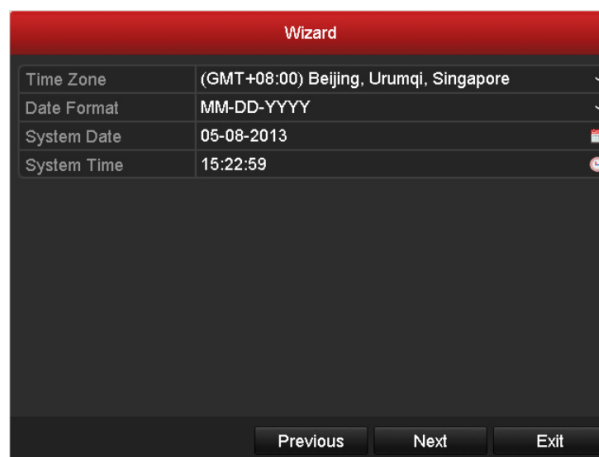 Wizard
Time Zone (GMT+08:00) Beijing, Urumqi, Singapore
Date Format MM-DD-YYYY
System Date 05-08-2013
System Time 15:22:59
Previous Next Exit